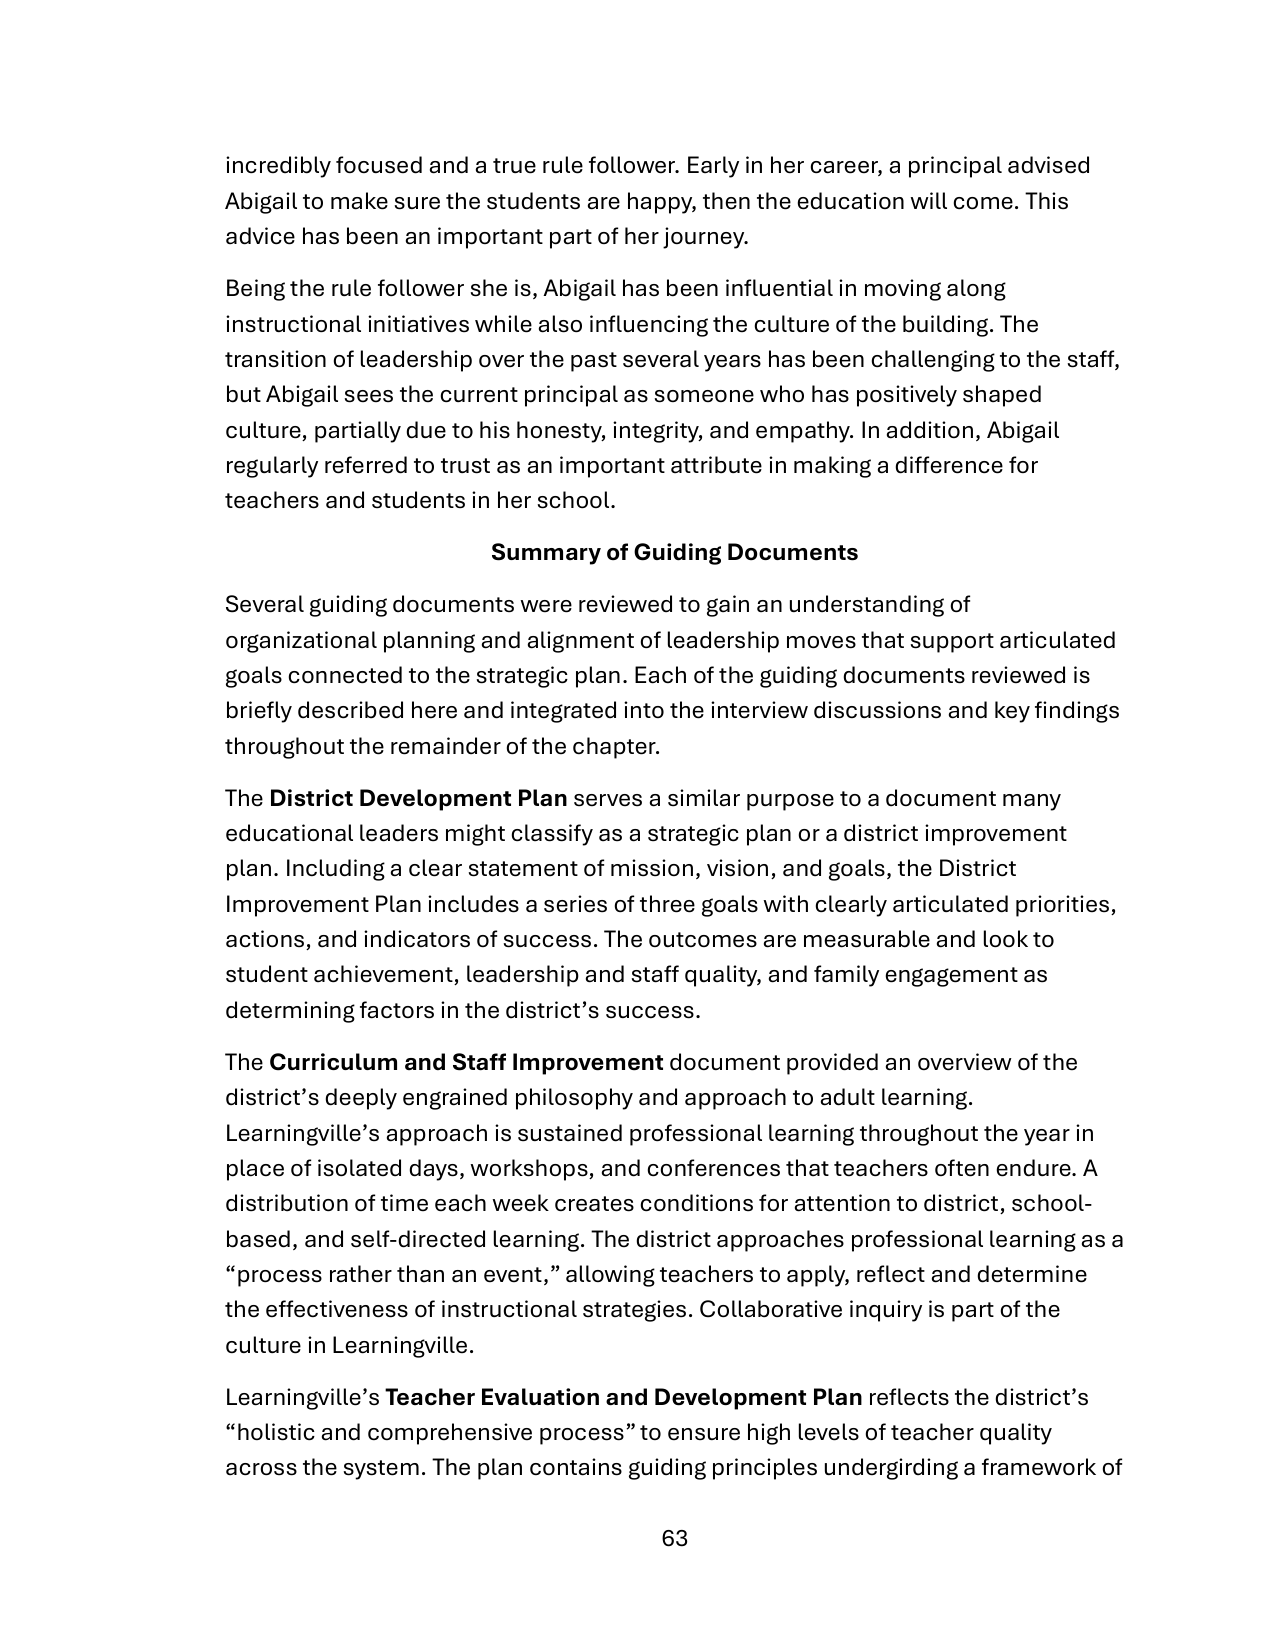 incredibly focused and a true rule follower. Early in her career, a principal advised
Abigail to make sure the students are happy, then the education will come. This
advice has been an important part of her journey.
Being the rule follower she is, Abigail has been influential in moving along
instructional initiatives while also influencing the culture of the building. The
transition of leadership over the past several years has been challenging to the staff,
but Abigail sees the current principal as someone who has positively shaped
culture, partially due to his honesty, integrity, and empathy. In addition, Abigail
regularly referred to trust as an important attribute in making a difference for
teachers and students in her school.
Summary of Guiding Documents
Several guiding documents were reviewed to gain an understanding of
organizational planning and alignment of leadership moves that support articulated
goals connected to the strategic plan. Each of the guiding documents reviewed is
briefly described here and integrated into the interview discussions and key findings
throughout the remainder of the chapter.
The District Development Plan serves a similar purpose to a document many
educational leaders might classify as a strategic plan or a district improvement
plan. Including a clear statement of mission, vision, and goals, the District
Improvement Plan includes a series of three goals with clearly articulated priorities,
actions, and indicators of success. The outcomes are measurable and look to
student achievement, leadership and staff quality, and family engagement as
determining factors in the district’s success.
The Curriculum and Staff Improvement document provided an overview of the
district’s deeply engrained philosophy and approach to adult learning.
Learningville’s approach is sustained professional learning throughout the year in
place of isolated days, workshops, and conferences that teachers often endure. A
distribution of time each week creates conditions for attention to district, school-
based, and self-directed learning. The district approaches professional learning as a
“process rather than an event,” allowing teachers to apply, reflect and determine
the effectiveness of instructional strategies. Collaborative inquiry is part of the
culture in Learningville.
Learningville’s Teacher Evaluation and Development Plan reflects the district’s
“holistic and comprehensive process” to ensure high levels of teacher quality
across the system. The plan contains guiding principles undergirding a framework of
63